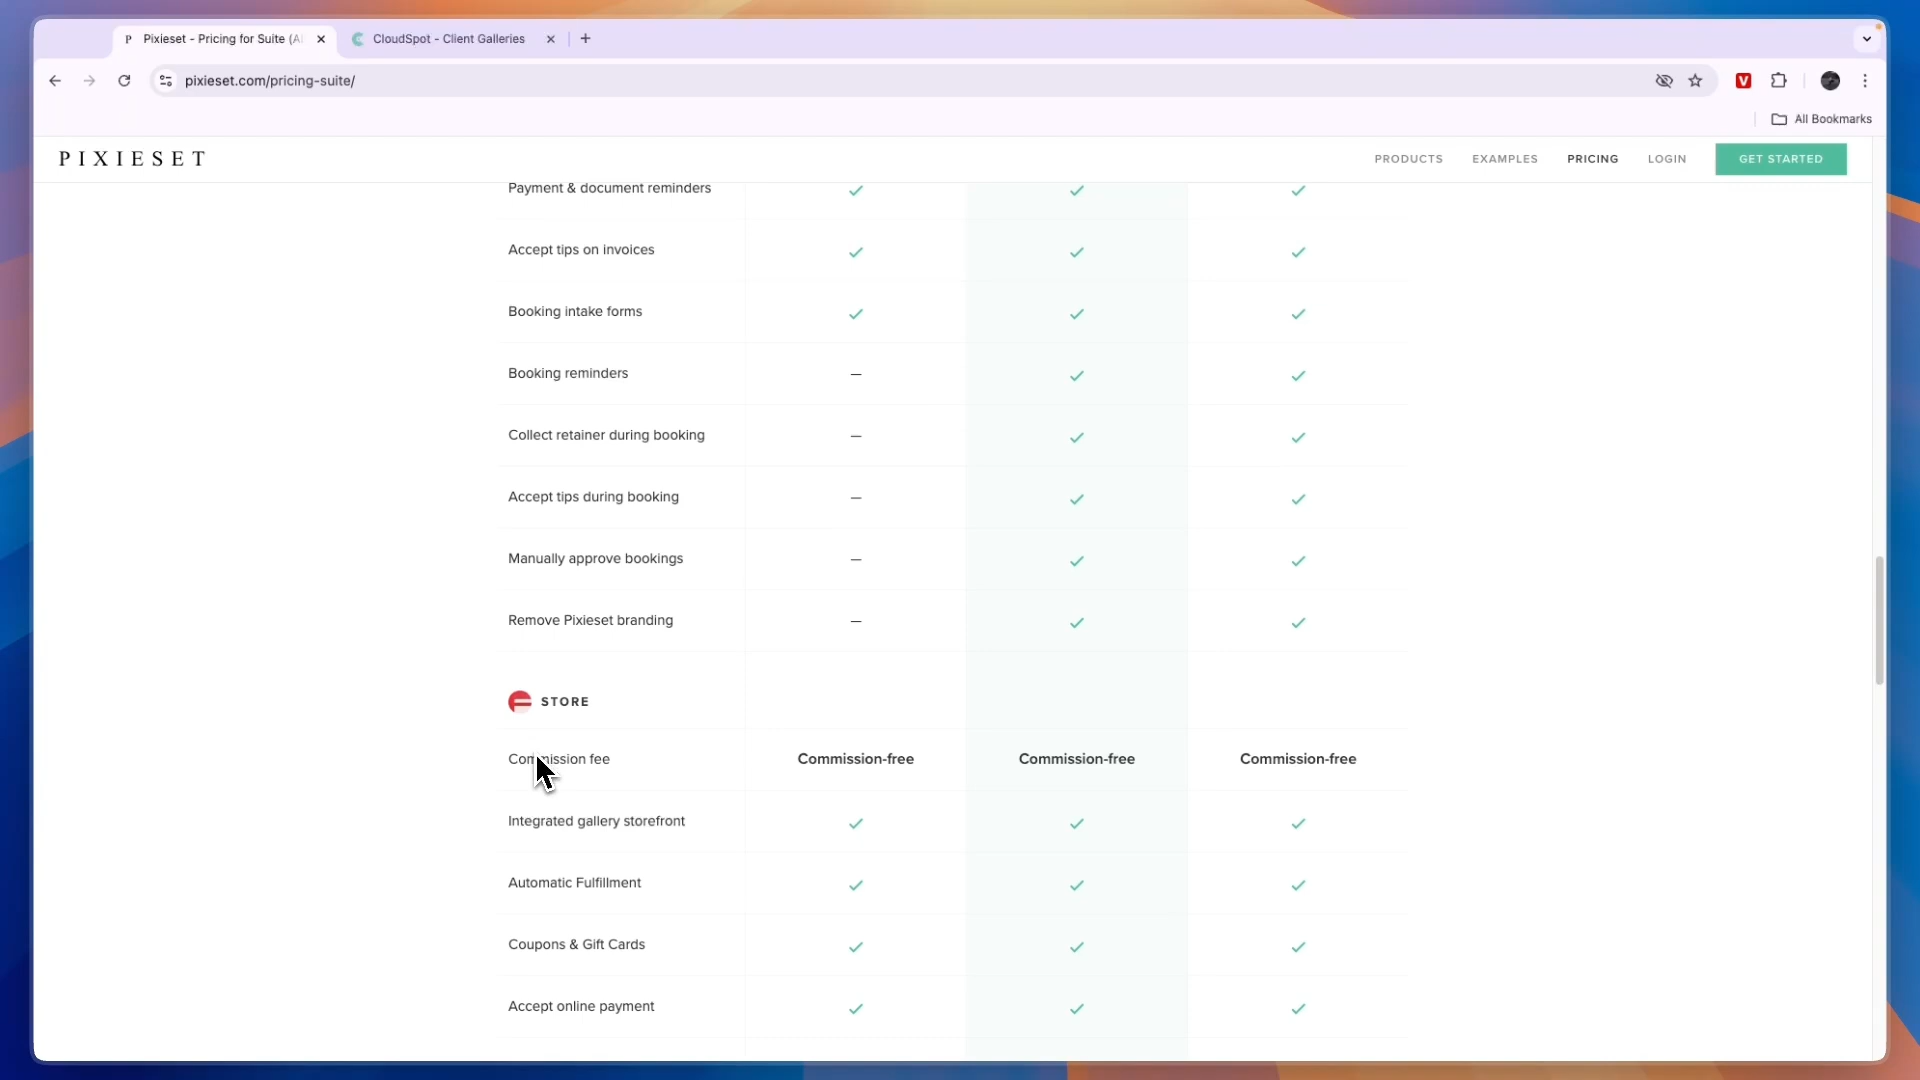 Pixieset - Pricing for Suite (Al
CloudSpot - Client Galleries
pixieset.com/pricing-suite/
All Bookmarks
PIXIESET
PRODUCTS
EXAMPLES
PRICING
LOGIN
GET STARTED
Payment & document reminders
Accept tips on invoices
Booking intake forms
Booking reminders
Collect retainer during booking
Accept tips during booking
Manually approve bookings
Remove Pixieset branding
STORE
Commission fee Commission-free Commission-free Commission-free
Integrated gallery storefront
Automatic Fulfillment
Coupons & Gift Cards
Accept online payment